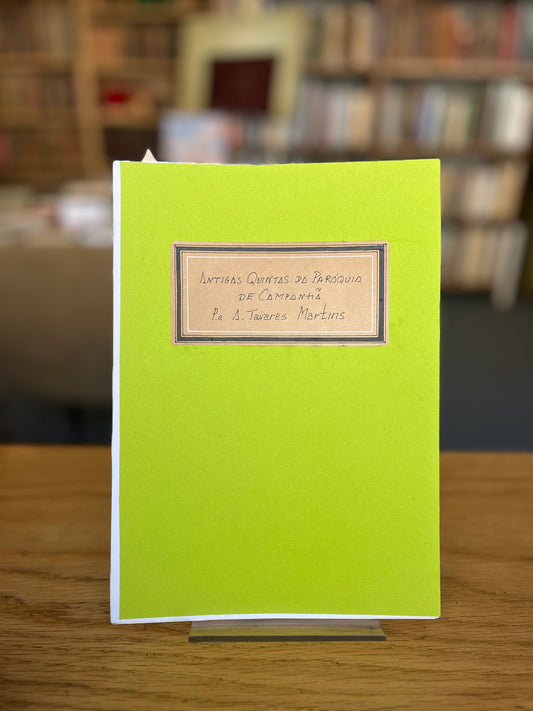 ANTIGAS QUINTAS DA PARÓQUIA
DE CAMPANHÃ
P.e A. Tavares Martins